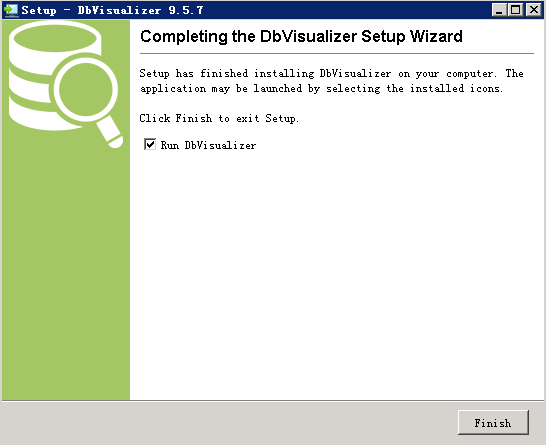 Setup - DbVisualizer 9.5.7
Completing the DbVisualizer Setup Wizard
Setup has finished installing DbVisualizer on your computer. The
application may be launched by selecting the installed icons.
Click Finish to exit Setup.
Run DbVisualizer
Finish